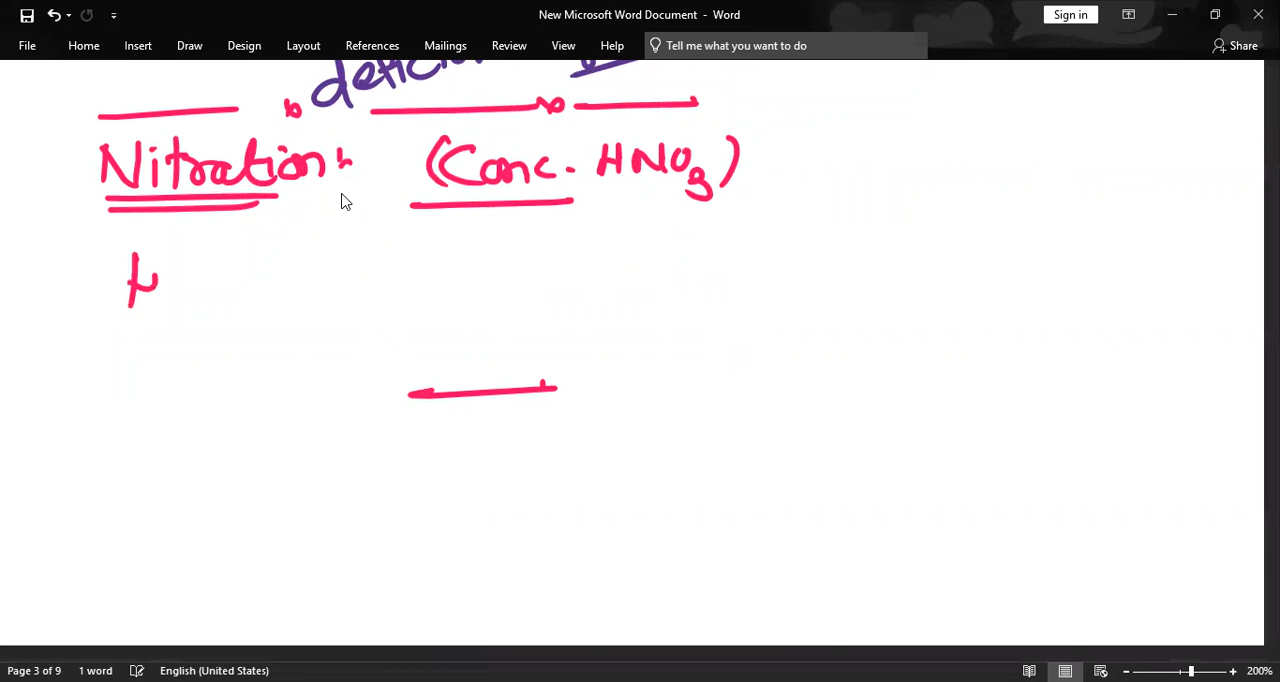 New Microsoft Word Document - Word
Sign in
File Home Insert Draw Design Layout References Mailings Review View Help Tell me what you want to do Share
Nitration: (Conc. HNO3)
Page 3 of 9 1 word English (United States) 200%